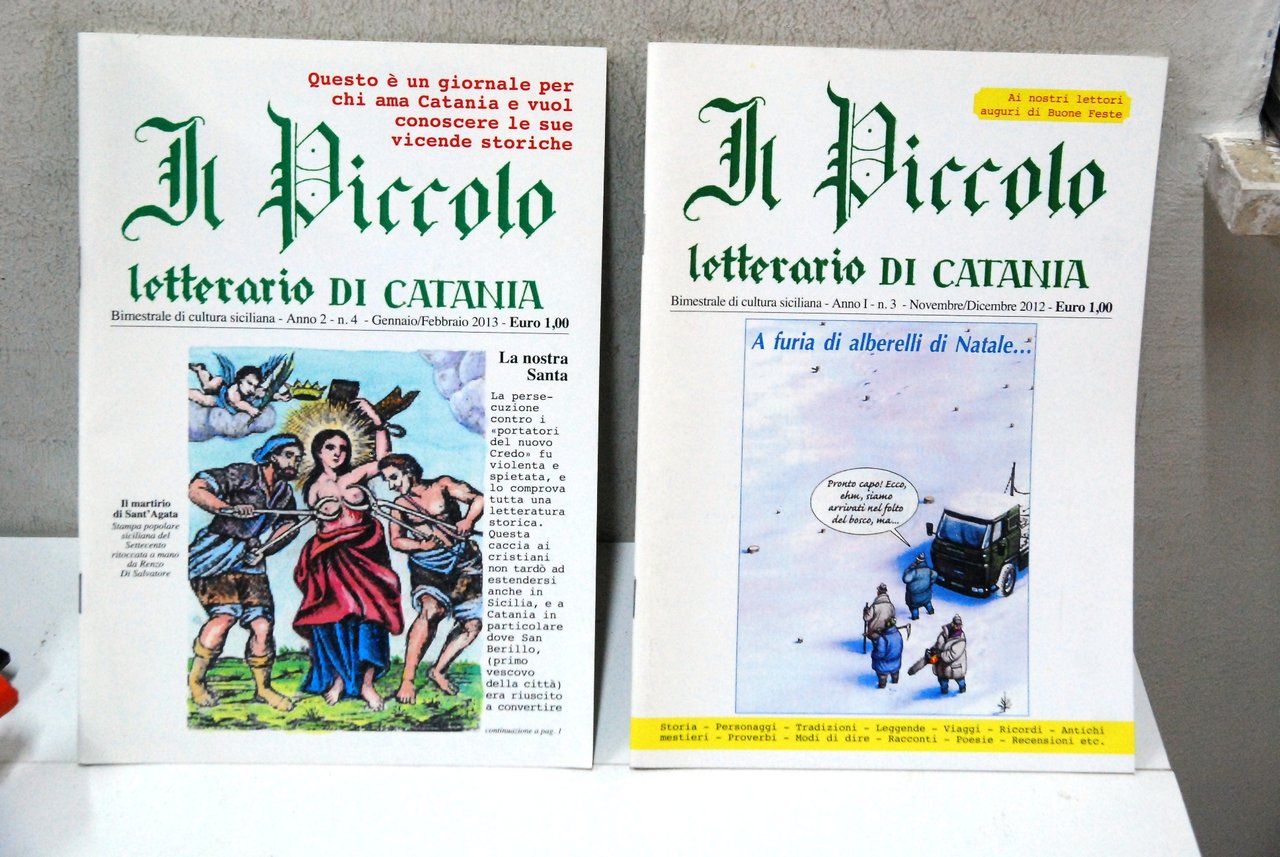 Questo è un giornale per
chi ama Catania e vuol
conoscere le sue
vicende storiche
Il Piccolo
letterario DI CATANIA
Bimestrale di cultura siciliana - Anno 2 - n. 4 - Gennaio/Febbraio 2013 - Euro 1,00
La nostra
Santa
La perse-
cuzione
contro i
«portatori
del nuovo
Credo» fu
violenta e
spietata, e
lo comprova
tutta una
letteratura
storica.
Questa
caccia ai
cristiani
non tardò ad
estendersi
anche in
Sicilia, e a
Catania in
particolare
dove San
Berillo,
(primo
vescovo
della città)
era riuscito
a convertire
continuazione a pag. 1
Il martirio
di Sant'Agata
Stampa popolare
siciliana del
Settecento
ritoccata a mano
da Renzo
Di Salvatore
Ai nostri lettori
auguri di Buone Feste
Il Piccolo
letterario DI CATANIA
Bimestrale di cultura siciliana - Anno I - n. 3 - Novembre/Dicembre 2012 - Euro 1,00
A furia di alberelli di Natale...
Pronto capo! Ecco,
ehm, siamo
arrivati nel folto
del bosco, ma...
Storia - Personaggi - Tradizioni - Leggende - Viaggi - Ricordi - Antichi
mestieri - Proverbi - Modi di dire - Racconti - Poesie - Recensioni etc.